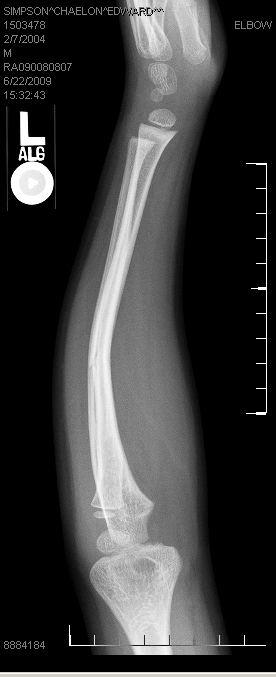 SIMPSON^CHAELON^EDWARD^^
1503478
2/7/2004
M
RA090080807
6/22/2009
15:32:43
ELBOW
L
ALG
8884184